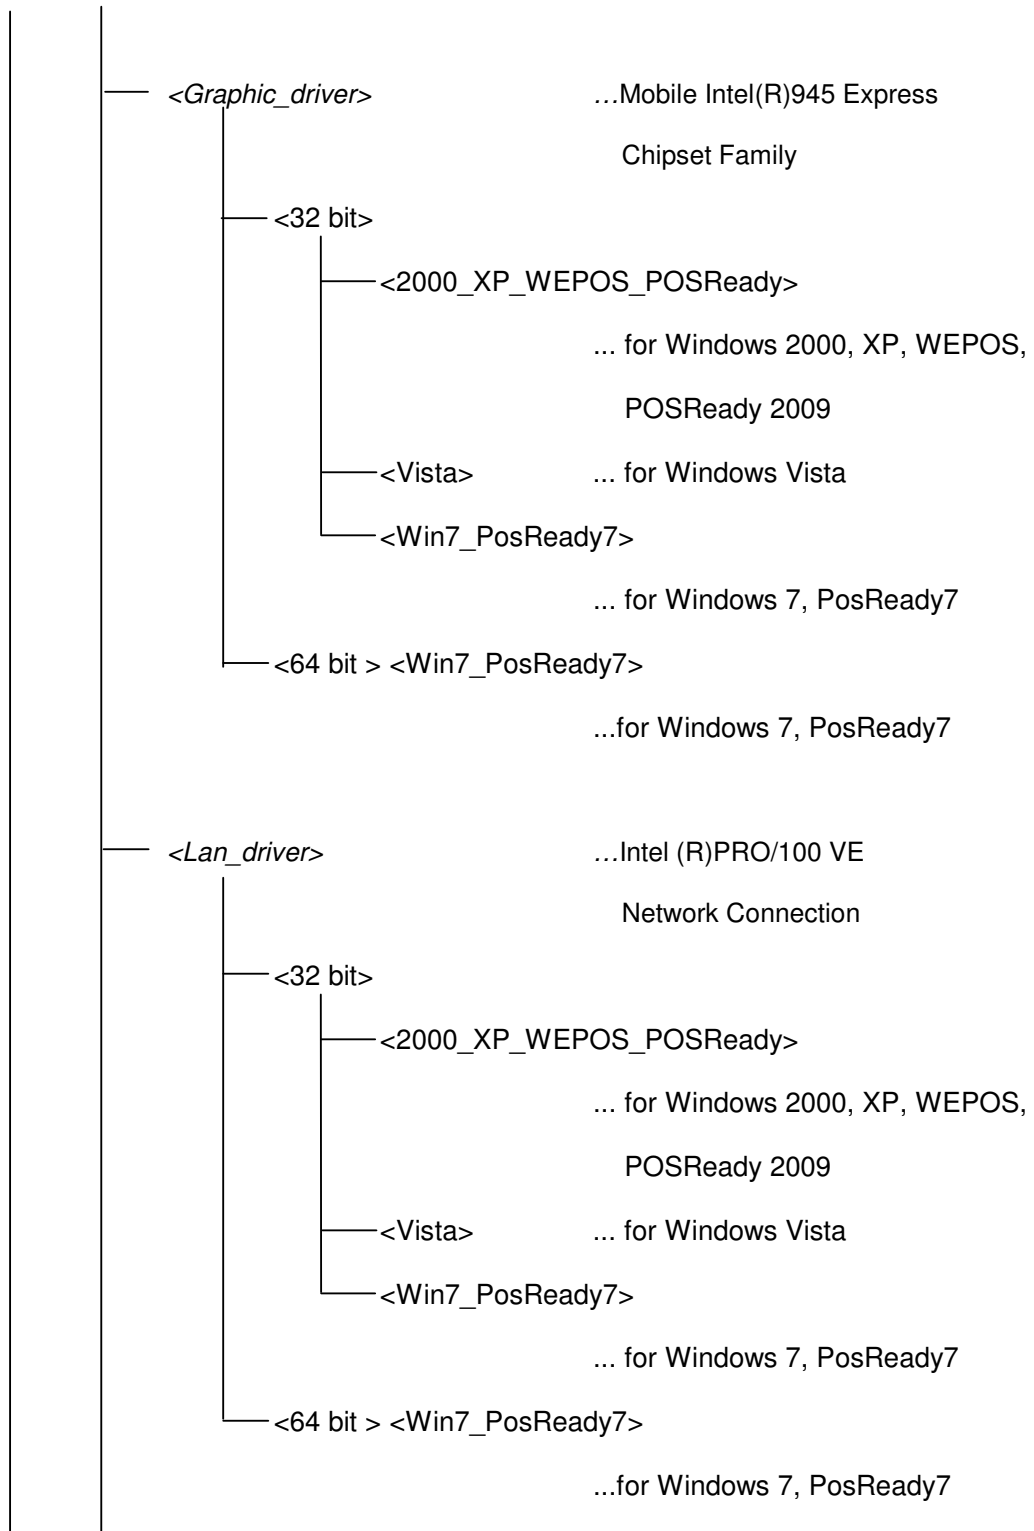 <Graphic_driver> …Mobile Intel(R)945 Express
Chipset Family
<32 bit>
<2000_XP_WEPOS_POSReady>
... for Windows 2000, XP, WEPOS,
POSReady 2009
<Vista> ... for Windows Vista
<Win7_PosReady7>
... for Windows 7, PosReady7
<64 bit > <Win7_PosReady7>
...for Windows 7, PosReady7
<Lan_driver> …Intel (R)PRO/100 VE
Network Connection
<32 bit>
<2000_XP_WEPOS_POSReady>
... for Windows 2000, XP, WEPOS,
POSReady 2009
<Vista> ... for Windows Vista
<Win7_PosReady7>
... for Windows 7, PosReady7
<64 bit > <Win7_PosReady7>
...for Windows 7, PosReady7